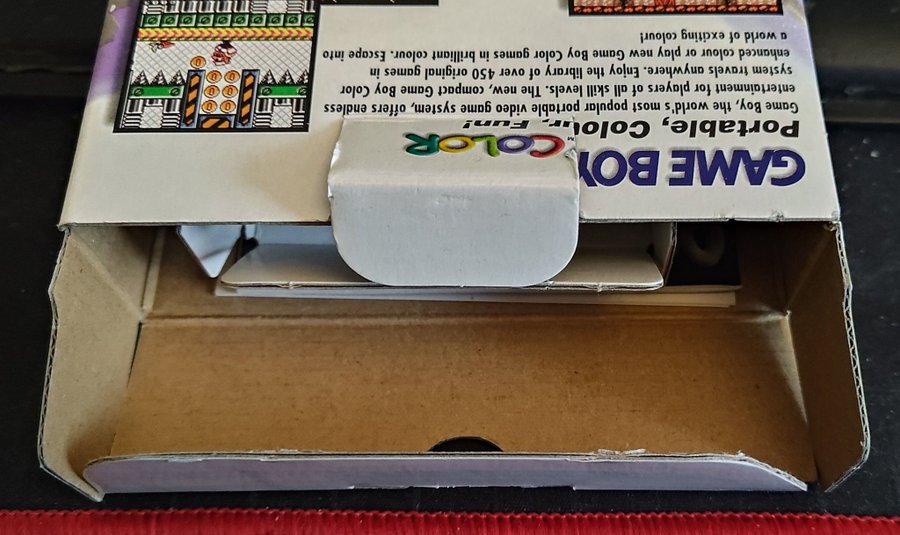 GAME BOY COLOR™
Portable, Colour, Fun!
Game Boy, the world's most popular portable video game system, offers endless
entertainment for players of all skill levels. The new, compact Game Boy Color
system travels anywhere. Enjoy the library of over 450 original games in
enhanced colour or play new Game Boy Color games in brilliant colour. Escape into
a world of exciting colour!